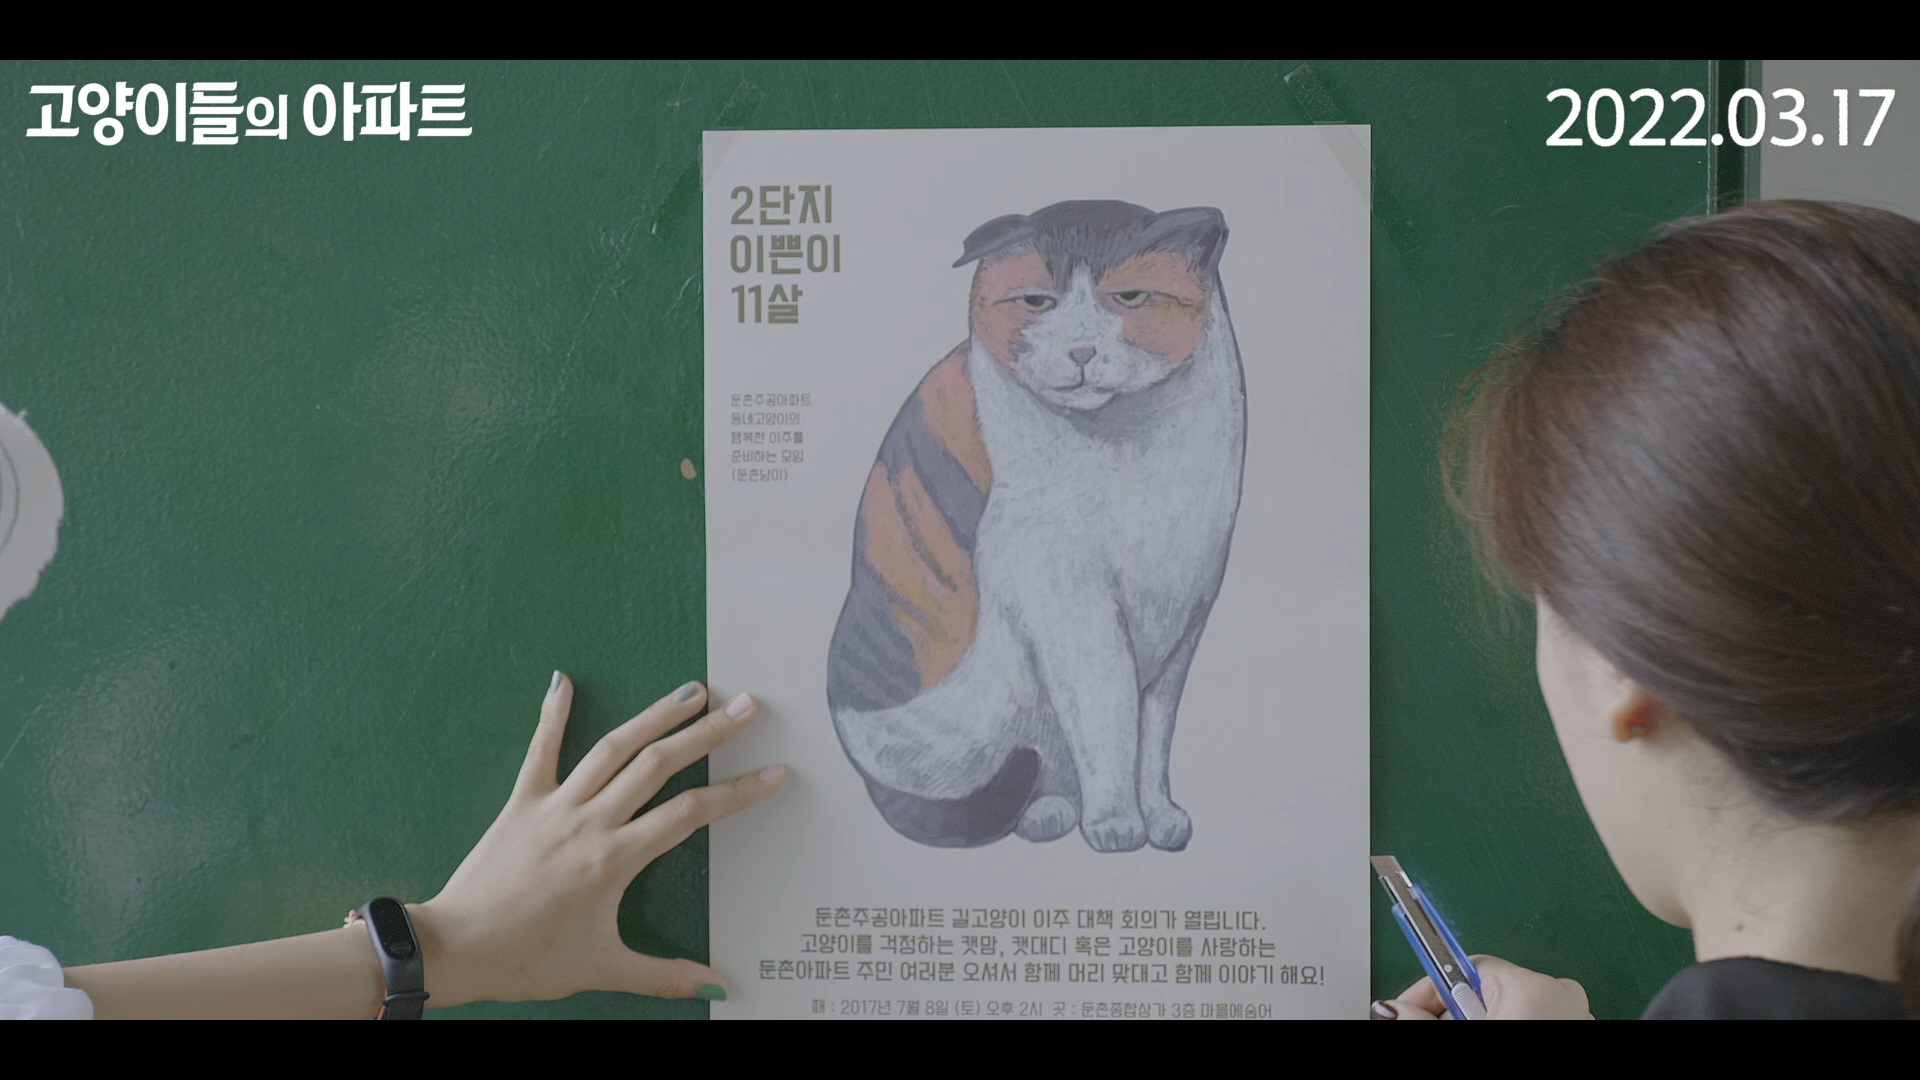 고양이들의 아파트
2022.03.17
2단지
이쁜이
11살
둔촌주공아파트
동네고양이의
행복한 이주를
준비하는 모임
(둔촌냥이)
둔촌주공아파트 길고양이 이주 대책 회의가 열립니다.
고양이를 걱정하는 캣맘, 캣대디 혹은 고양이를 사랑하는
둔촌아파트 주민 여러분 오셔서 함께 머리 맞대고 함께 이야기 해요!
때 : 2017년 7월 8일 (토) 오후 2시 곳 : 둔촌종합상가 3층 마을에숨어